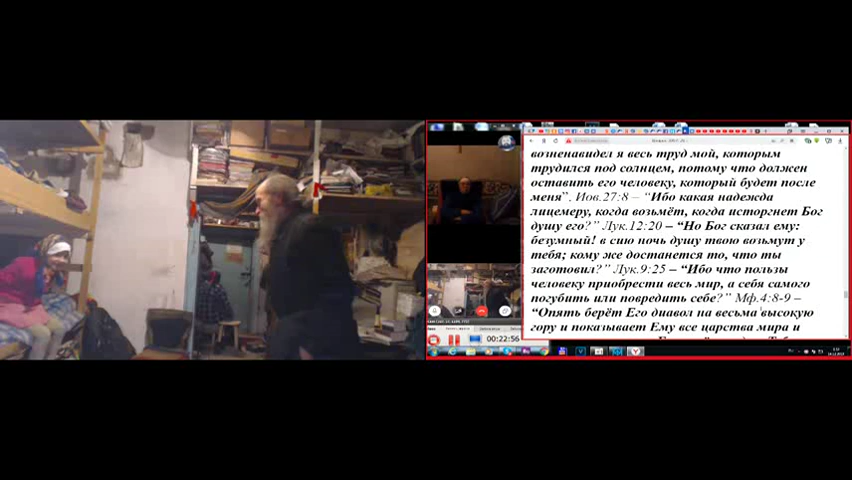 возненавидел я весь труд мой, которым
трудился под солнцем, потому что должен
оставить его человеку, который будет после
меня”. Иов.27:8 – “Ибо какая надежда
лицемеру, когда возьмёт, когда исторгнет Бог
душу его?” Лук.12:20 – “Но Бог сказал ему:
безумный! в сию ночь душу твою возьмут у
тебя; кому же достанется то, что ты
заготовил?” Лук.9:25 – “Ибо что пользы
человеку приобрести весь мир, а себя самого
погубить или повредить себе?” Мф.4:8-9 –
“Опять берёт Его диавол на весьма высокую
гору и показывает Ему все царства мира и
00:22:56